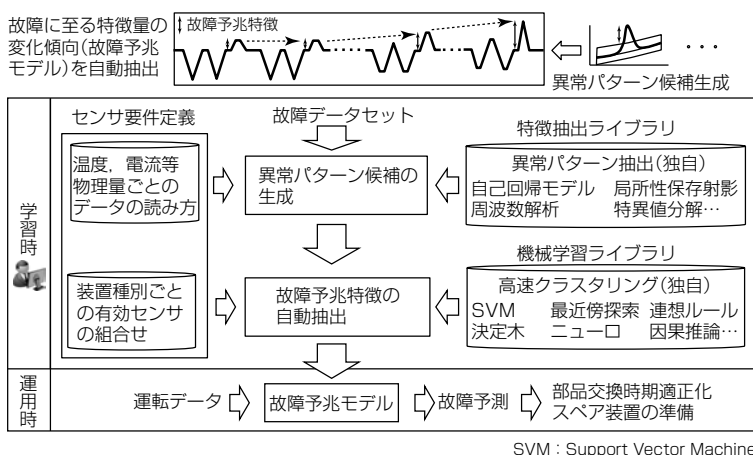 故障に至る特徴量の
変化傾向(故障予兆
モデル)を自動抽出
故障予兆特徴
・・・
異常パターン候補生成
センサ要件定義
故障データセット
特徴抽出ライブラリ
学習時
温度，電流等
物理量ごとの
データの読み方
異常パターン候補の
生成
異常パターン抽出(独自)
自己回帰モデル 局所性保存射影
周波数解析 特異値分解…
機械学習ライブラリ
装置種別ごと
の有効センサ
の組合せ
故障予兆特徴の
自動抽出
高速クラスタリング(独自)
SVM 最近傍探索 連想ルール
決定木 ニューロ 因果推論…
運用時
運転データ
故障予兆モデル
故障予測
部品交換時期適正化
スペア装置の準備
SVM：Support Vector Machine